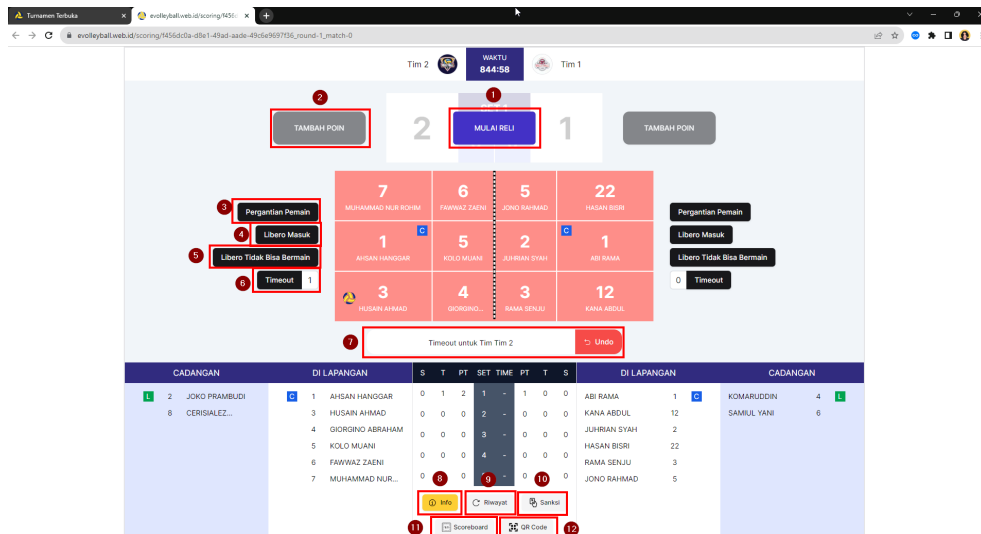 Turnamen Terbuka
evolleyball.web.id/scoring/f456c
evolleyball.web.id/scoring/f456dc0a-d8e1-49ad-aade-49c6e9697f36_round-1_match-0
Tim 2
WAKTU
844:58
Tim 1
1
2
TAMBAH POIN
2
MULAI RELI
1
TAMBAH POIN
7
MUHAMMAD NUR ROHIM
6
FAWWAZ ZAENI
5
JONO RAHMAD
22
HASAN BISRI
3
Pergantian Pemain
Pergantian Pemain
4
Libero Masuk
Libero Masuk
1
C
AHSAN HANGGAR
5
KOLO MUANI
2
JUHRIAN SYAH
C
1
ABI RAMA
5
Libero Tidak Bisa Bermain
Libero Tidak Bisa Bermain
6
Timeout 1
0 Timeout
3
HUSAIN AHMAD
4
GIORGINO...
3
RAMA SENJU
12
KANA ABDUL
7
Timeout untuk Tim Tim 2
Undo
CADANGAN DI LAPANGAN S T PT SET TIME PT T S DI LAPANGAN CADANGAN
L 2 JOKO PRAMBUDI C 1 AHSAN HANGGAR 0 1 2 1 - 1 0 0 ABI RAMA 1 C KOMARUDDIN 4 L
8 CERISIALEZ... 3 HUSAIN AHMAD 0 0 0 2 - 0 0 0 KANA ABDUL 12 SAMIUL YANI 6
4 GIORGINO ABRAHAM 0 0 0 3 - 0 0 0 JUHRIAN SYAH 2
5 KOLO MUANI 0 0 0 4 - 0 0 0 HASAN BISRI 22
6 FAWWAZ ZAENI RAMA SENJU 3
7 MUHAMMAD NUR... 0 0 - 0 0 JONO RAHMAD 5
8 9 10
Info Riwayat Sanksi
11 Scoreboard QR Code 12